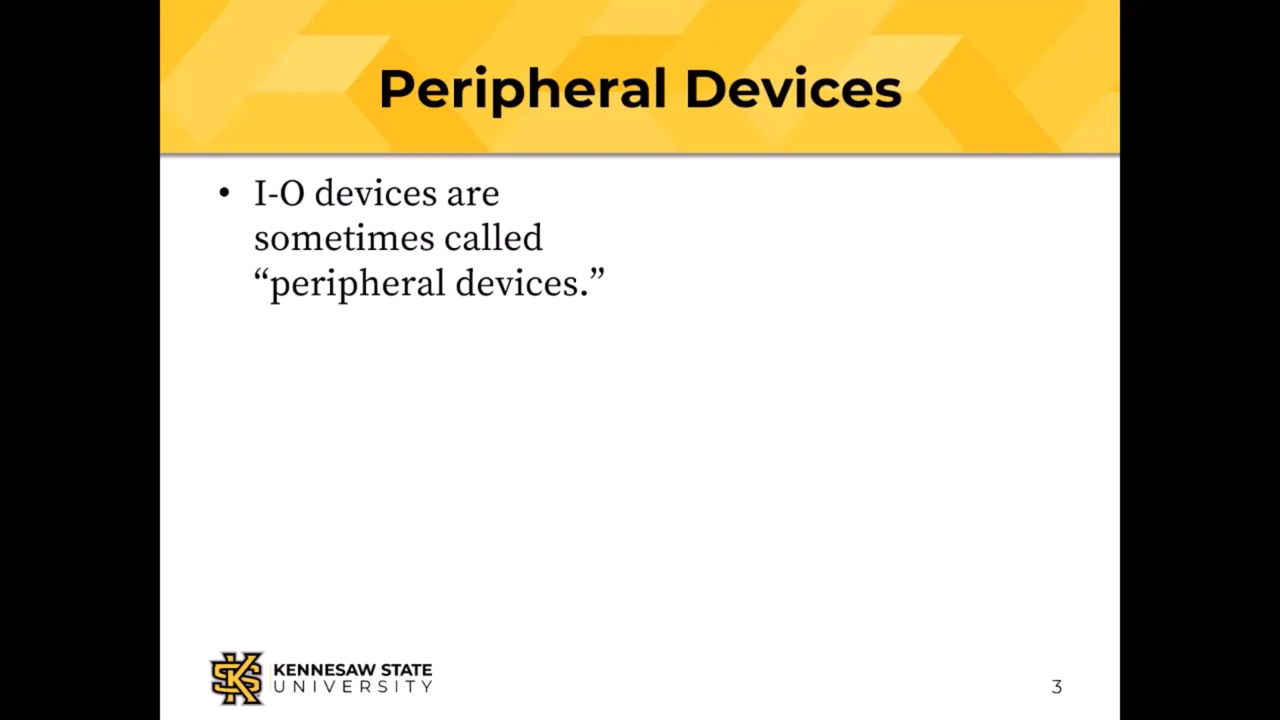 Peripheral Devices
• I-O devices are
sometimes called
“peripheral devices.”
KENNESAW STATE
UNIVERSITY
3